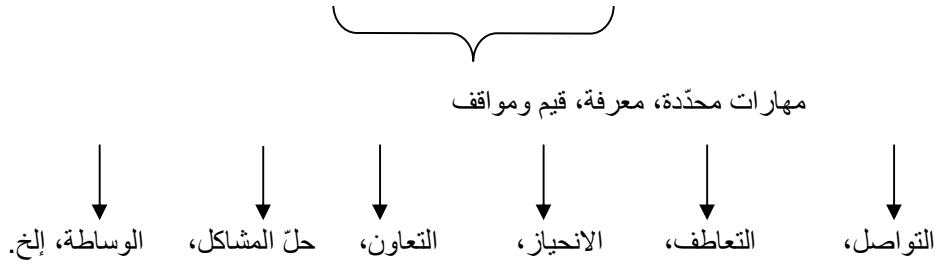 مهارات محدّدة، معرفة، قيم ومواقف
التواصل، التعاطف، الانحياز، التعاون، حلّ المشاكل، الوساطة، إلخ.